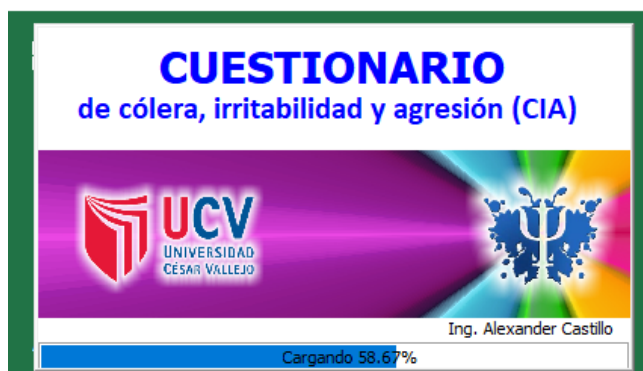 CUESTIONARIO
de cólera, irritabilidad y agresión (CIA)
UCV
UNIVERSIDAD
CÉSAR VALLEJO
Ing. Alexander Castillo
Cargando 58.67%